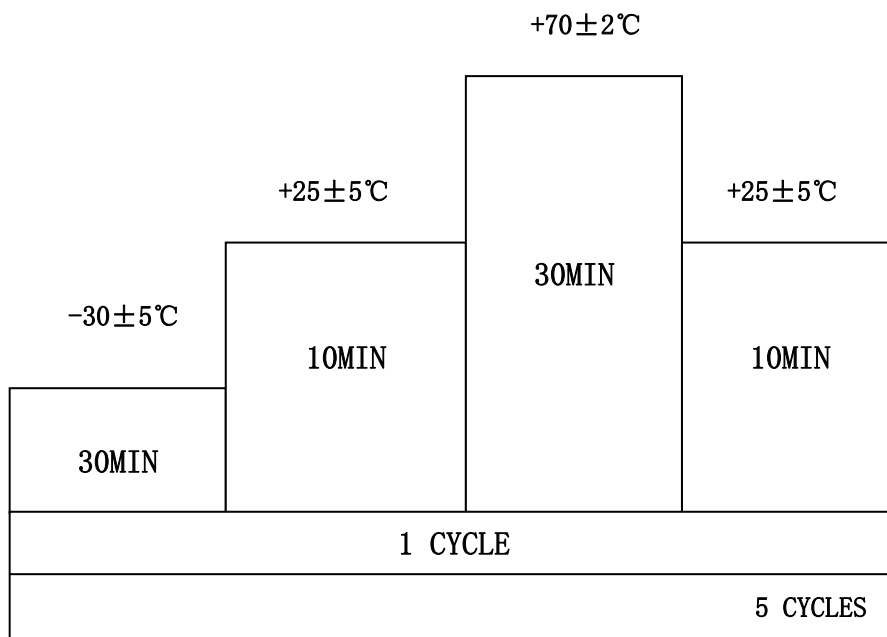 +70±2℃
+25±5℃
+25±5℃
-30±5℃
30MIN
10MIN
10MIN
30MIN
1 CYCLE
5 CYCLES